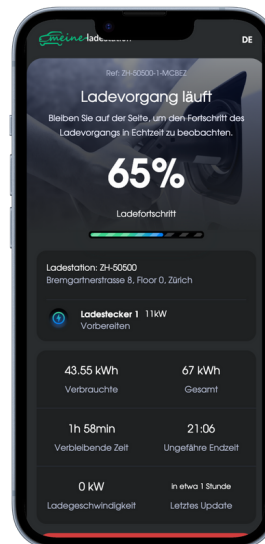 meine-ladestation
DE
Ref: ZH-50500-1-MCBEZ
Ladevorgang läuft
Bleiben Sie auf der Seite, um den Fortschritt des
Ladevorgangs in Echtzeit zu beobachten.
65%
Ladefortschritt
Ladestation: ZH-50500
Bremgartnerstrasse 8, Floor 0, Zürich
Ladestecker 1 11kW
Vorbereiten
43.55 kWh
67 kWh
Verbrauchte
Gesamt
1h 58min
21:06
Verbleibende Zeit
Ungefähre Endzeit
0 kW
in etwa 1 Stunde
Ladegeschwindigkeit
Letztes Update